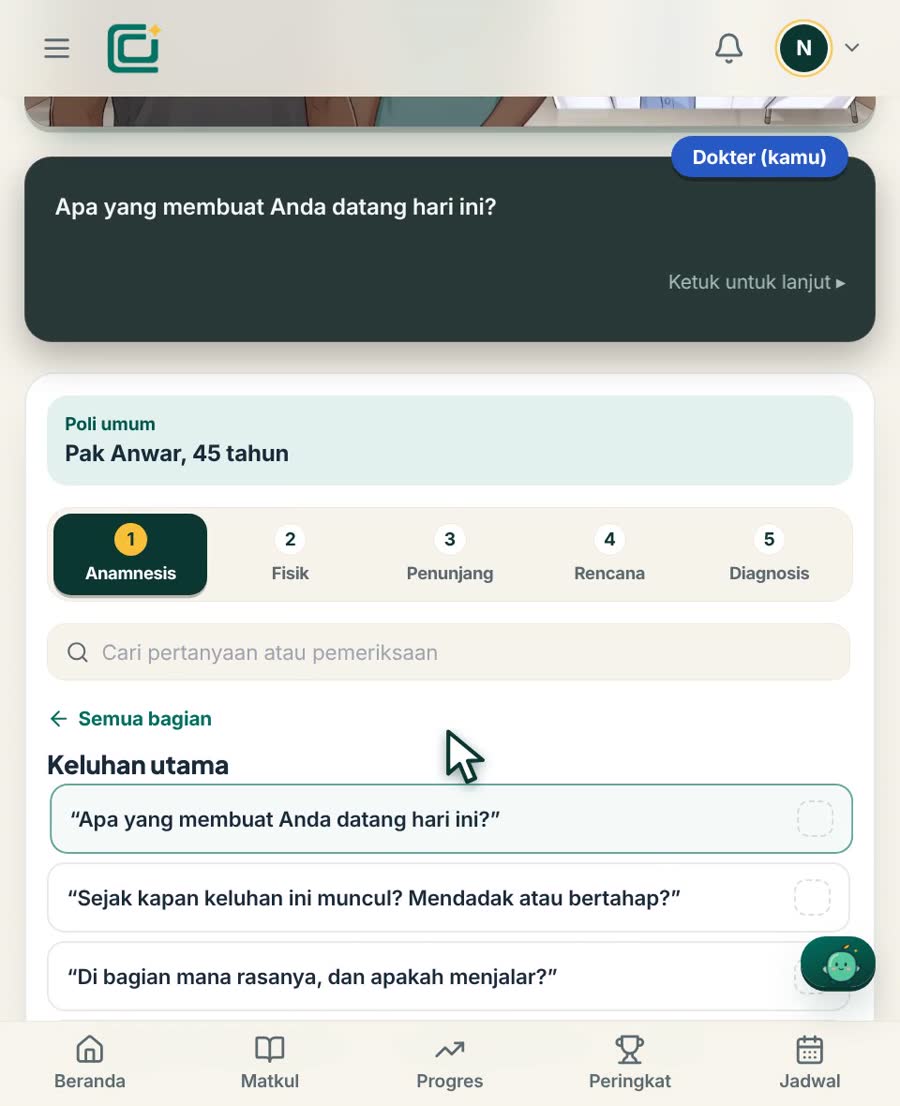 N
Dokter (kamu)
Apa yang membuat Anda datang hari ini?
Ketuk untuk lanjut ▸
Poli umum
Pak Anwar, 45 tahun
1 2 3 4 5
Anamnesis Fisik Penunjang Rencana Diagnosis
Cari pertanyaan atau pemeriksaan
← Semua bagian
Keluhan utama
“Apa yang membuat Anda datang hari ini?”
“Sejak kapan keluhan ini muncul? Mendadak atau bertahap?”
“Di bagian mana rasanya, dan apakah menjalar?”
Beranda Matkul Progres Peringkat Jadwal